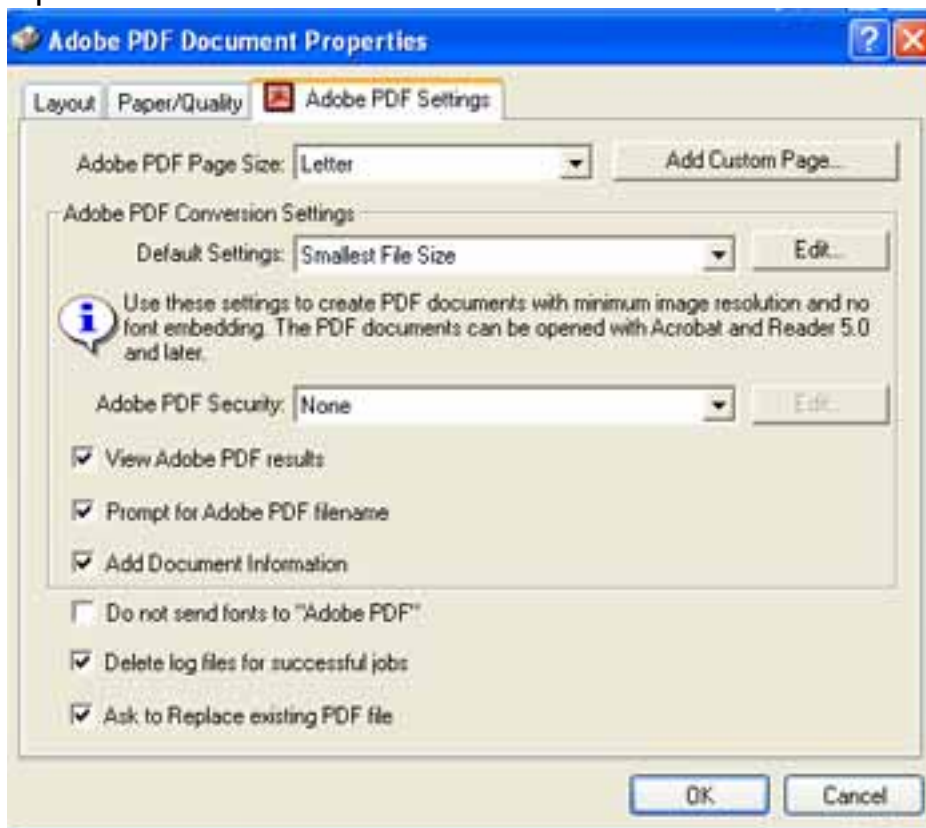 Adobe PDF Document Properties
Layout Paper/Quality Adobe PDF Settings
Adobe PDF Page Size: Letter Add Custom Page...
Adobe PDF Conversion Settings
Default Settings: Smallest File Size Edit...
Use these settings to create PDF documents with minimum image resolution and no
font embedding. The PDF documents can be opened with Acrobat and Reader 5.0
and later.
Adobe PDF Security: None Edit...
View Adobe PDF results
Prompt for Adobe PDF filename
Add Document Information
Do not send fonts to "Adobe PDF"
Delete log files for successful jobs
Ask to Replace existing PDF file
OK Cancel